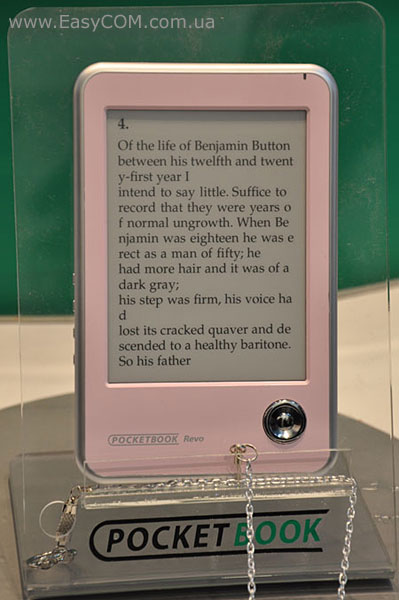 www.EasyCOM.com.ua
4.
Of the life of Benjamin Button
between his twelfth and twent
y-first year I
intend to say little. Suffice to
record that they were years o
f normal ungrowth. When Be
njamin was eighteen he was e
rect as a man of fifty; he
had more hair and it was of a
dark gray;
his step was firm, his voice ha
d
lost its cracked quaver and de
scended to a healthy baritone.
So his father
POCKETBOOK Revo
POCKETBOOK